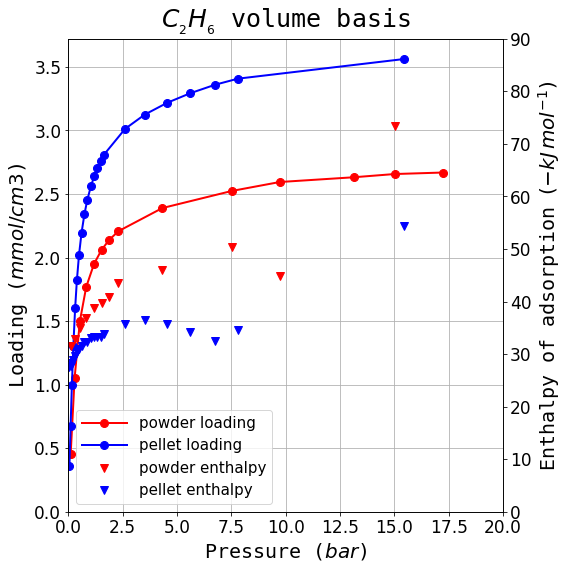 C₂H₆ volume basis
Loading (mmol/cm3)
3.5
3.0
2.5
2.0
1.5
1.0
0.5
0.0
90
80
70
60
50
40
30
20
10
0
Enthalpy of adsorption (−kJmol⁻¹)
powder loading
pellet loading
powder enthalpy
pellet enthalpy
0.0 2.5 5.0 7.5 10.0 12.5 15.0 17.5 20.0
Pressure (bar)